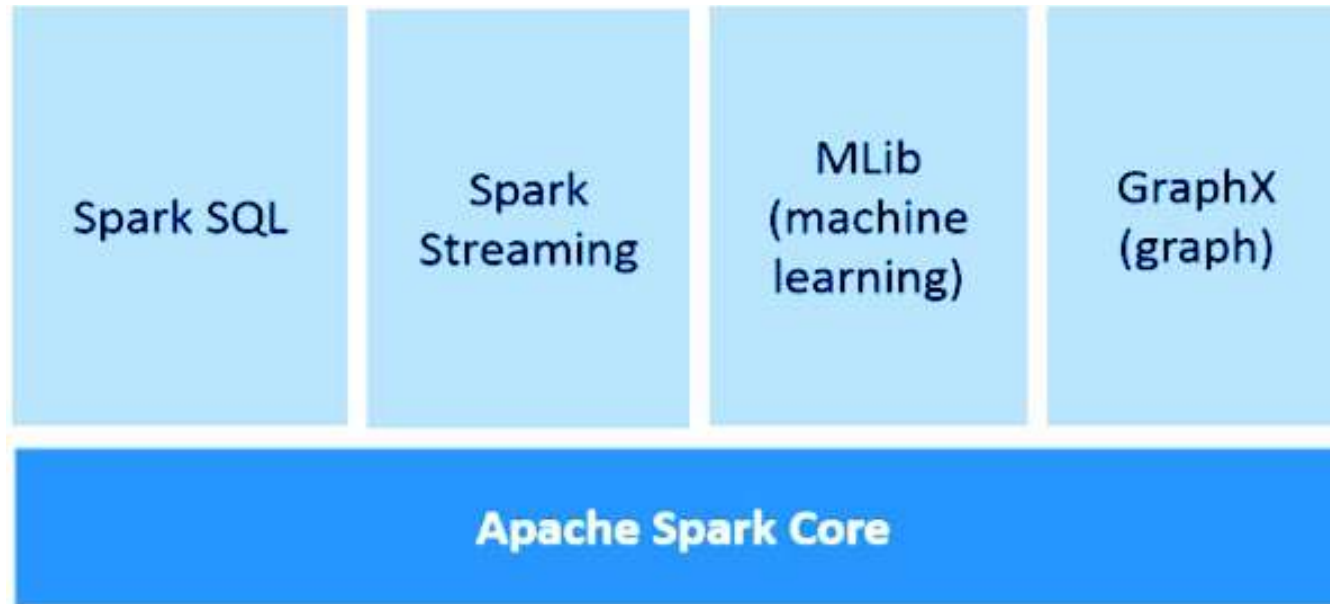 Spark SQL
Spark
Streaming
MLib
(machine
learning)
GraphX
(graph)
Apache Spark Core